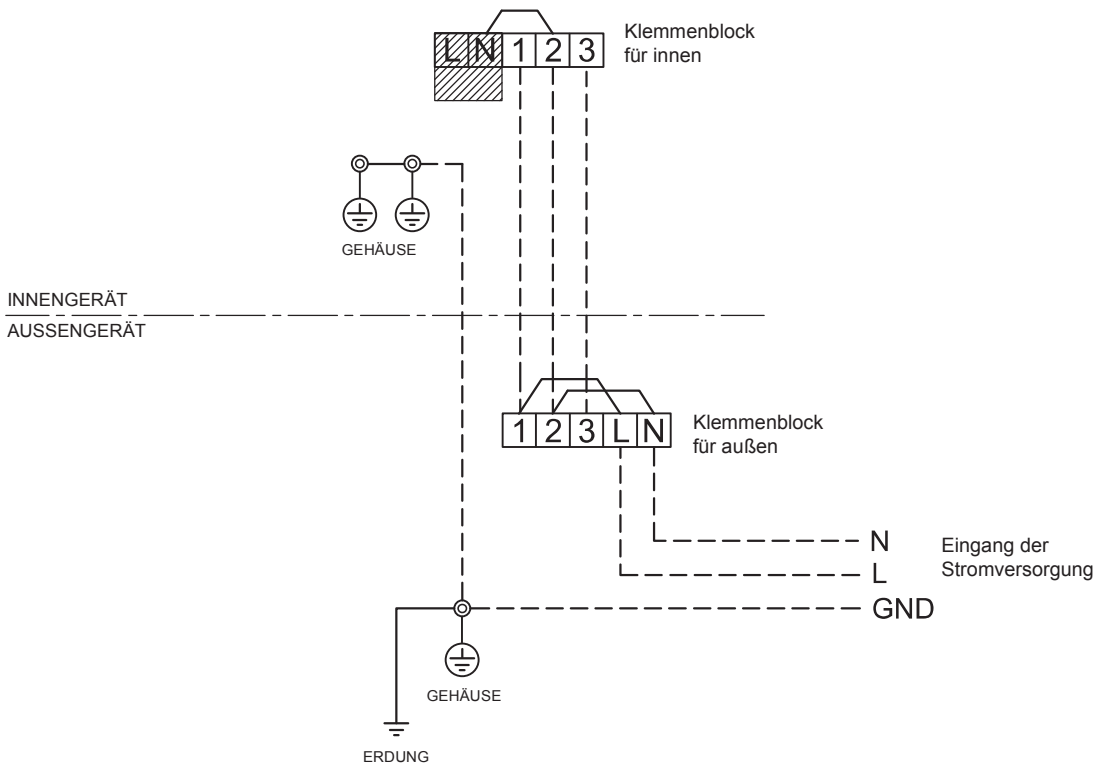 L N 1 2 3
Klemmenblock
für innen
GEHÄUSE
INNENGERÄT
AUSSENGERÄT
1 2 3 L N
Klemmenblock
für außen
N
L
GND
Eingang der
Stromversorgung
GEHÄUSE
ERDUNG